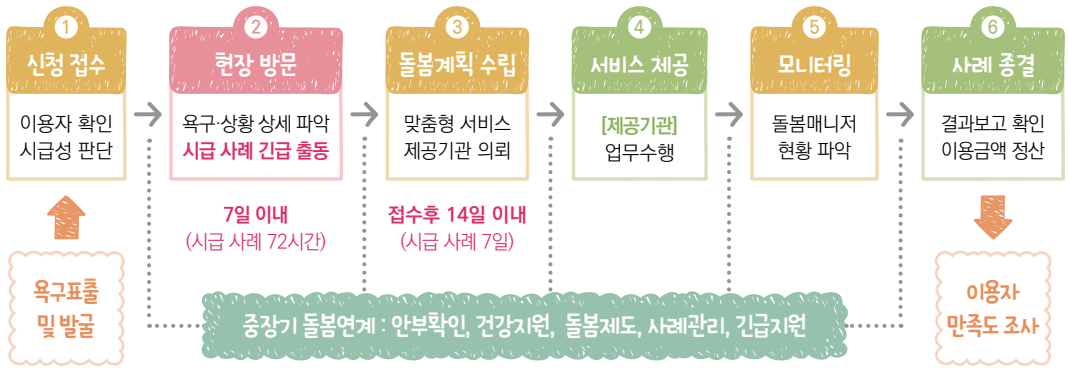 1
신청 접수
이용자 확인
시급성 판단
2
현장 방문
욕구·상황 상세 파악
시급 사례 긴급 출동
7일 이내
(시급 사례 72시간)
3
돌봄계획 수립
맞춤형 서비스
제공기관 의뢰
접수후 14일 이내
(시급 사례 7일)
4
서비스 제공
[제공기관]
업무수행
5
모니터링
돌봄매니저
현황 파악
6
사례 종결
결과보고 확인
이용금액 정산
욕구표출
및 발굴
중장기 돌봄연계 : 안부확인, 건강지원, 돌봄제도, 사례관리, 긴급지원
이용자
만족도 조사